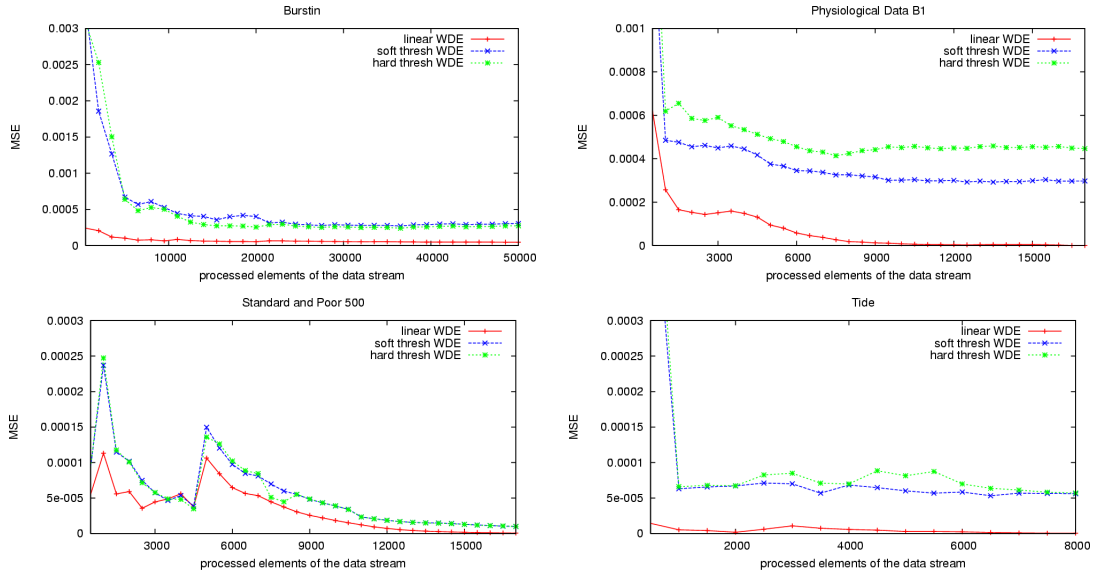 Burstin
0.003
0.0025
0.002
0.0015
0.001
0.0005
0
MSE
linear WDE
soft thresh WDE
hard thresh WDE
10000 20000 30000 40000 50000
processed elements of the data stream
Physiological Data B1
0.001
0.0008
0.0006
0.0004
0.0002
0
MSE
linear WDE
soft thresh WDE
hard thresh WDE
3000 6000 9000 12000 15000
processed elements of the data stream
Standard and Poor 500
0.0003
0.00025
0.0002
0.00015
0.0001
5e-005
0
MSE
linear WDE
soft thresh WDE
hard thresh WDE
3000 6000 9000 12000 15000
processed elements of the data stream
Tide
0.0003
0.00025
0.0002
0.00015
0.0001
5e-005
0
MSE
linear WDE
soft thresh WDE
hard thresh WDE
2000 4000 6000 8000
processed elements of the data stream